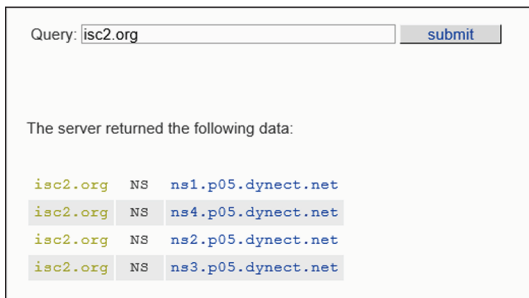 Query: isc2.org submit
The server returned the following data:
isc2.org NS ns1.p05.dynect.net
isc2.org NS ns4.p05.dynect.net
isc2.org NS ns2.p05.dynect.net
isc2.org NS ns3.p05.dynect.net